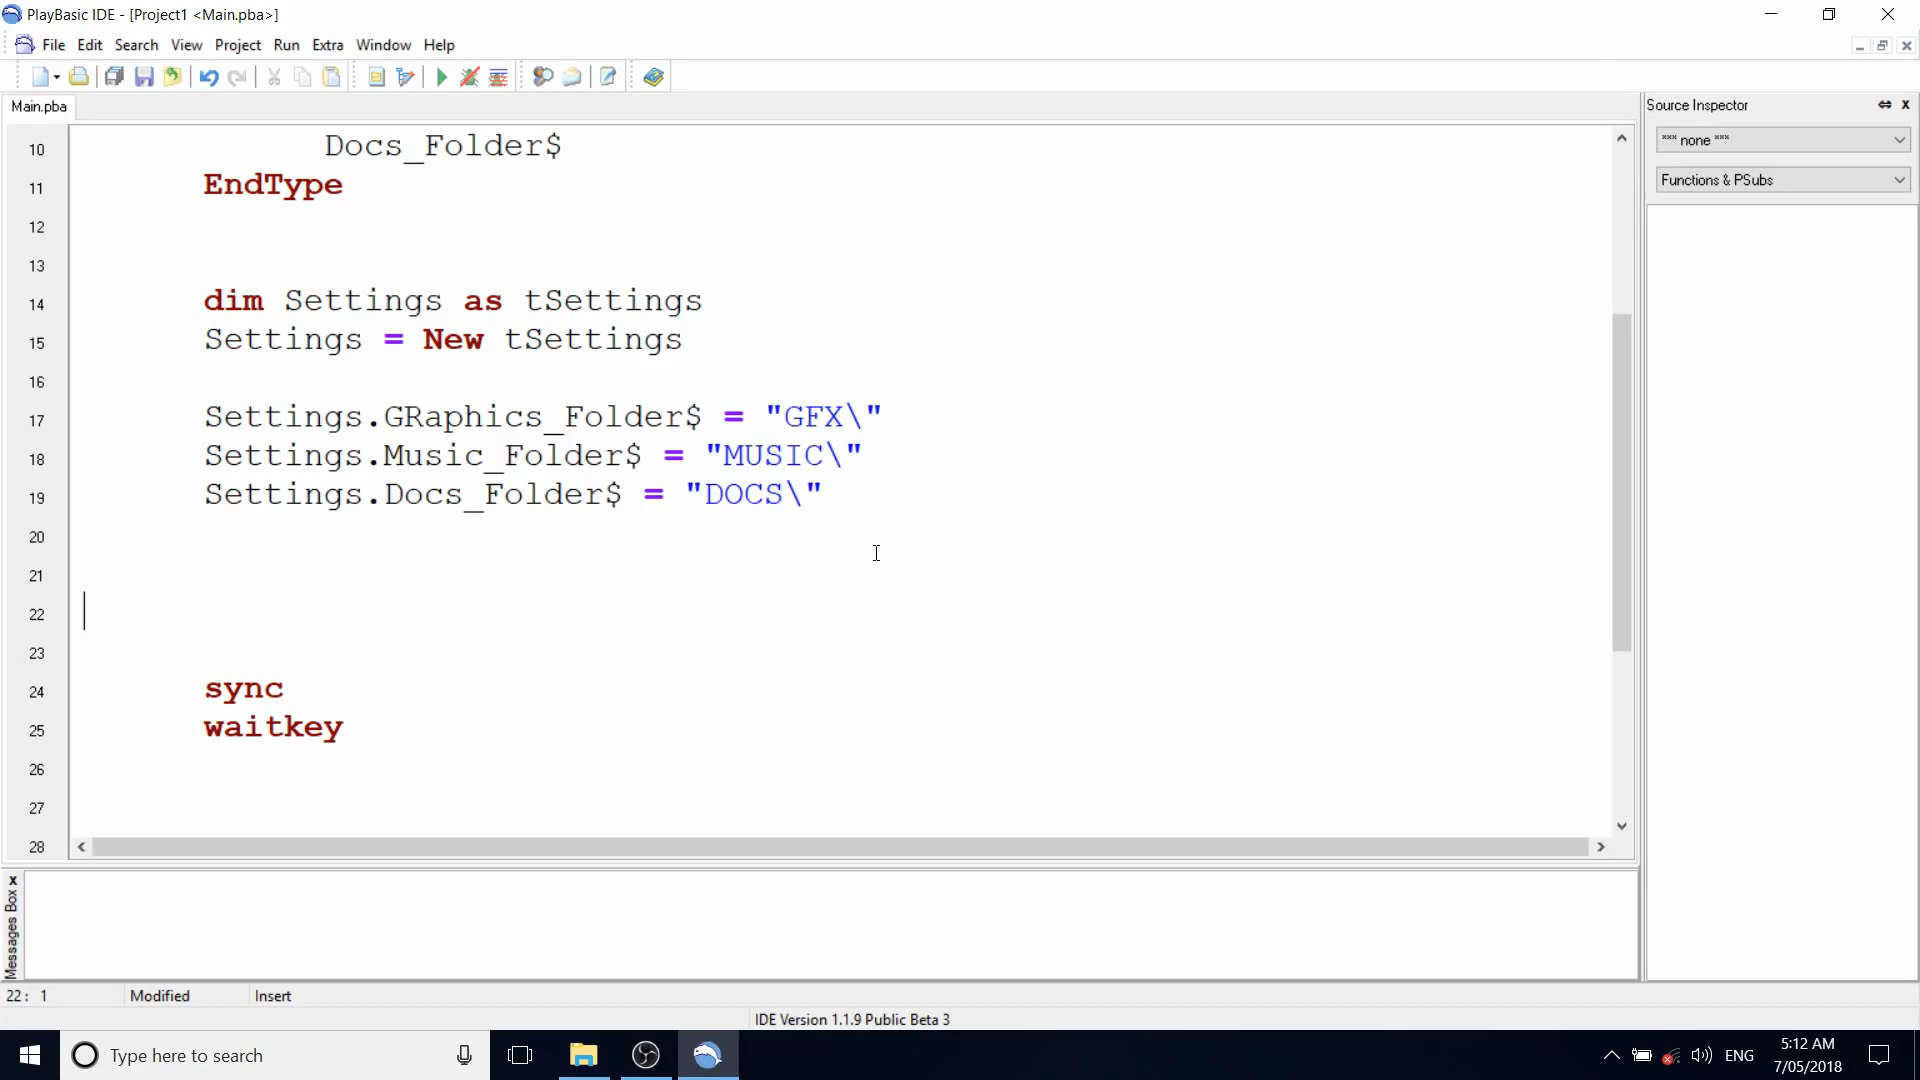 PlayBasic IDE - [Project1 <Main.pba>]
File Edit Search View Project Run Extra Window Help
Main.pba
Source Inspector
*** none ***
Functions & PSubs
10 Docs_Folder$
11 EndType
12
13
14 dim Settings as tSettings
15 Settings = New tSettings
16
17 Settings.GRaphics_Folder$ = "GFX\"
18 Settings.Music_Folder$ = "MUSIC\"
19 Settings.Docs_Folder$ = "DOCS\"
20
21
22
23
24 sync
25 waitkey
26
27
28
Messages Box
22: 1 Modified Insert
IDE Version 1.1.9 Public Beta 3
Type here to search
ENG
5:12 AM
7/05/2018